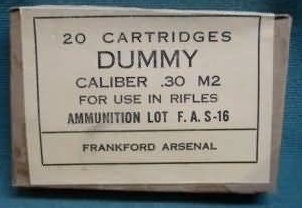 20 CARTRIDGES
DUMMY
CALIBER .30 M2
FOR USE IN RIFLES
AMMUNITION LOT F. A. S-16
FRANKFORD ARSENAL